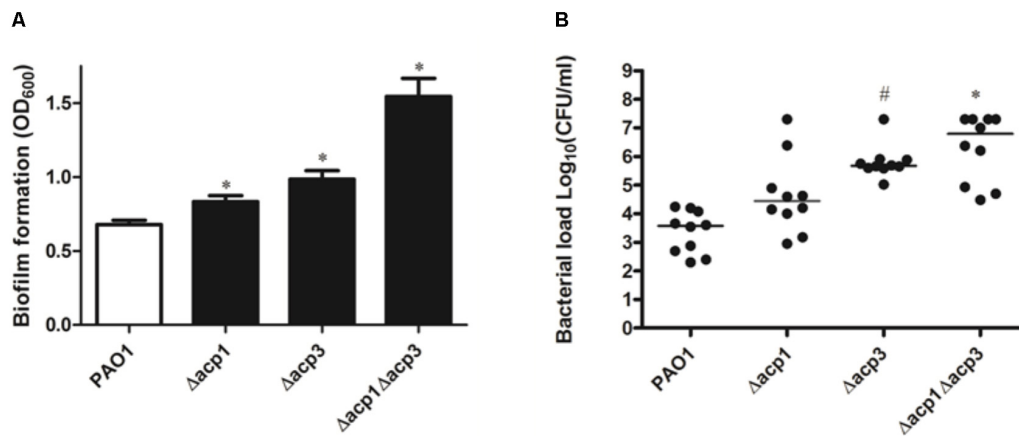 A
Biofilm formation (OD600)
1.5
1.0
0.5
0.0
*
*
*
PAO1
Δacp1
Δacp3
Δacp1Δacp3
B
Bacterial load Log10(CFU/ml)
9
8
7
6
5
4
3
2
1
0
#
*
PAO1
Δacp1
Δacp3
Δacp1Δacp3